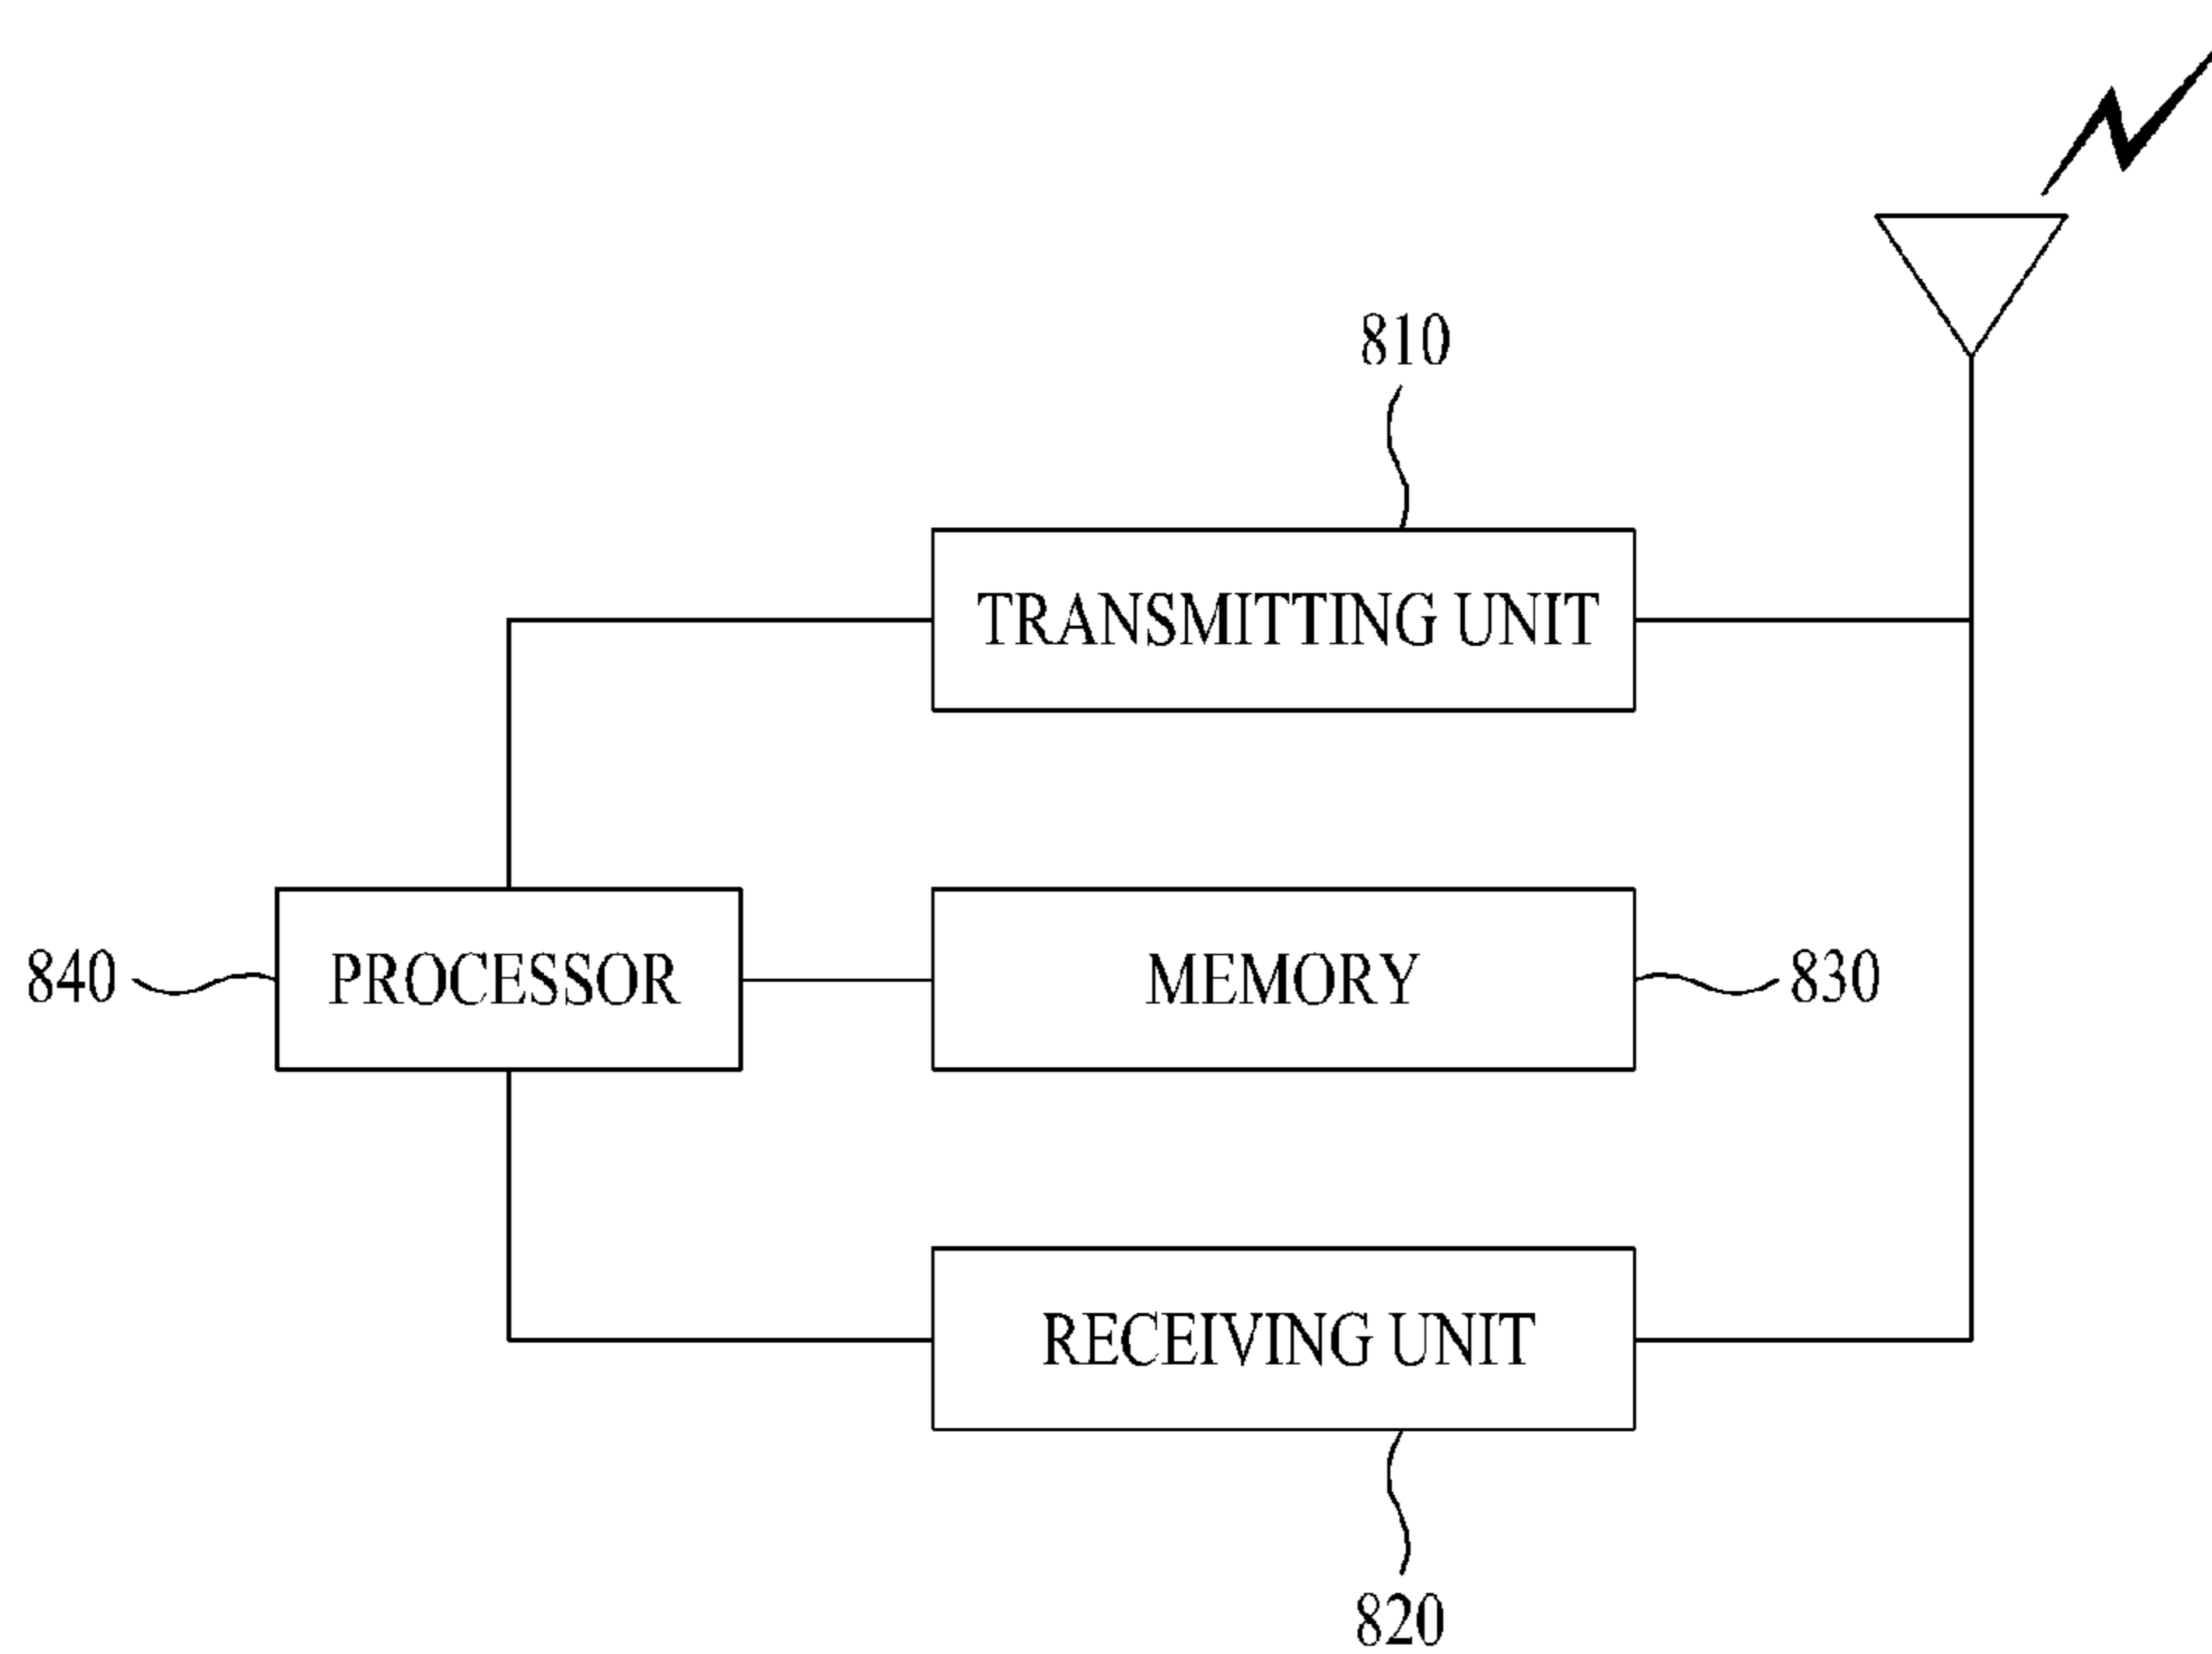 810
TRANSMITTING UNIT
840 PROCESSOR MEMORY 830
RECEIVING UNIT
820